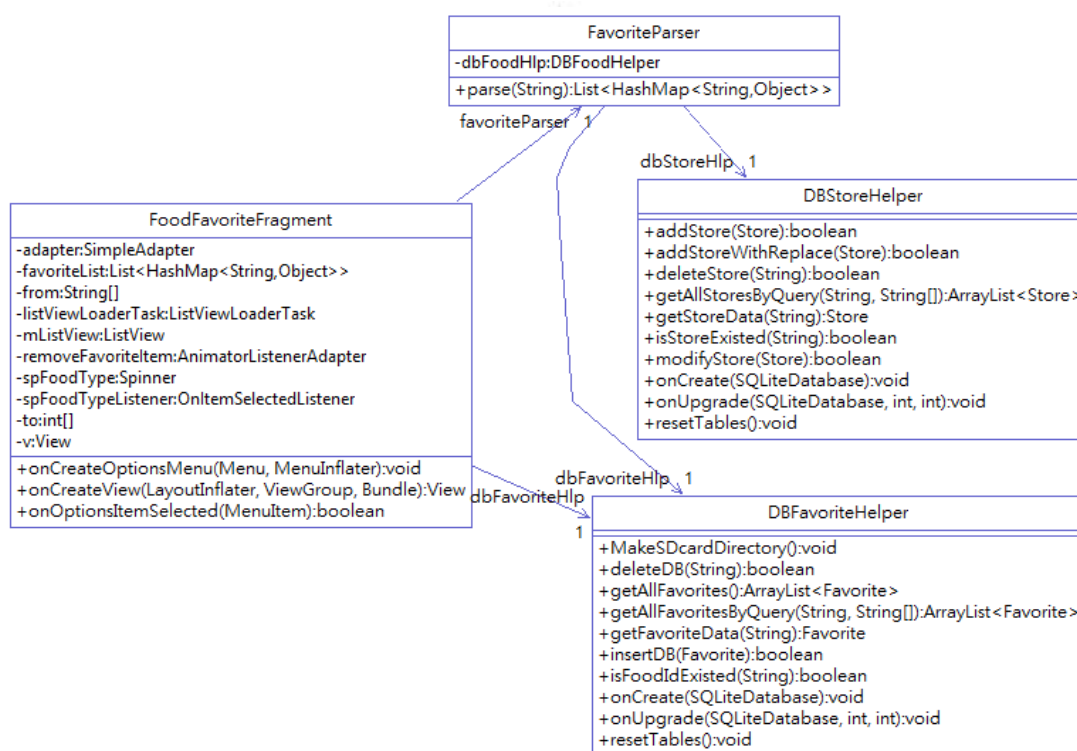 FavoriteParser
-dbFoodHlp:DBFoodHelper
+parse(String):List<HashMap<String,Object>>
favoriteParser 1
dbStoreHlp 1
DBStoreHelper
+addStore(Store):boolean
+addStoreWithReplace(Store):boolean
+deleteStore(String):boolean
+getAllStoresByQuery(String, String[]):ArrayList<Store>
+getStoreData(String):Store
+isStoreExisted(String):boolean
+modifyStore(Store):boolean
+onCreate(SQLiteDatabase):void
+onUpgrade(SQLiteDatabase, int, int):void
+resetTables():void
FoodFavoriteFragment
-adapter:SimpleAdapter
-favoriteList:List<HashMap<String,Object>>
-from:String[]
-listViewLoaderTask:ListViewLoaderTask
-mListView:ListView
-removeFavoriteItem:AnimatorListenerAdapter
-spFoodType:Spinner
-spFoodTypeListener:OnItemSelectedListener
-to:int[]
-v:View
+onCreateOptionsMenu(Menu, MenuInflater):void
+onCreateView(LayoutInflater, ViewGroup, Bundle):View
+onOptionsItemSelected(MenuItem):boolean
dbFavoriteHlp 1
dbFavoriteHlp
1
DBFavoriteHelper
+MakeSDcardDirectory():void
+deleteDB(String):boolean
+getAllFavorites():ArrayList<Favorite>
+getAllFavoritesByQuery(String, String[]):ArrayList<Favorite>
+getFavoriteData(String):Favorite
+insertDB(Favorite):boolean
+isFoodIdExisted(String):boolean
+onCreate(SQLiteDatabase):void
+onUpgrade(SQLiteDatabase, int, int):void
+resetTables():void